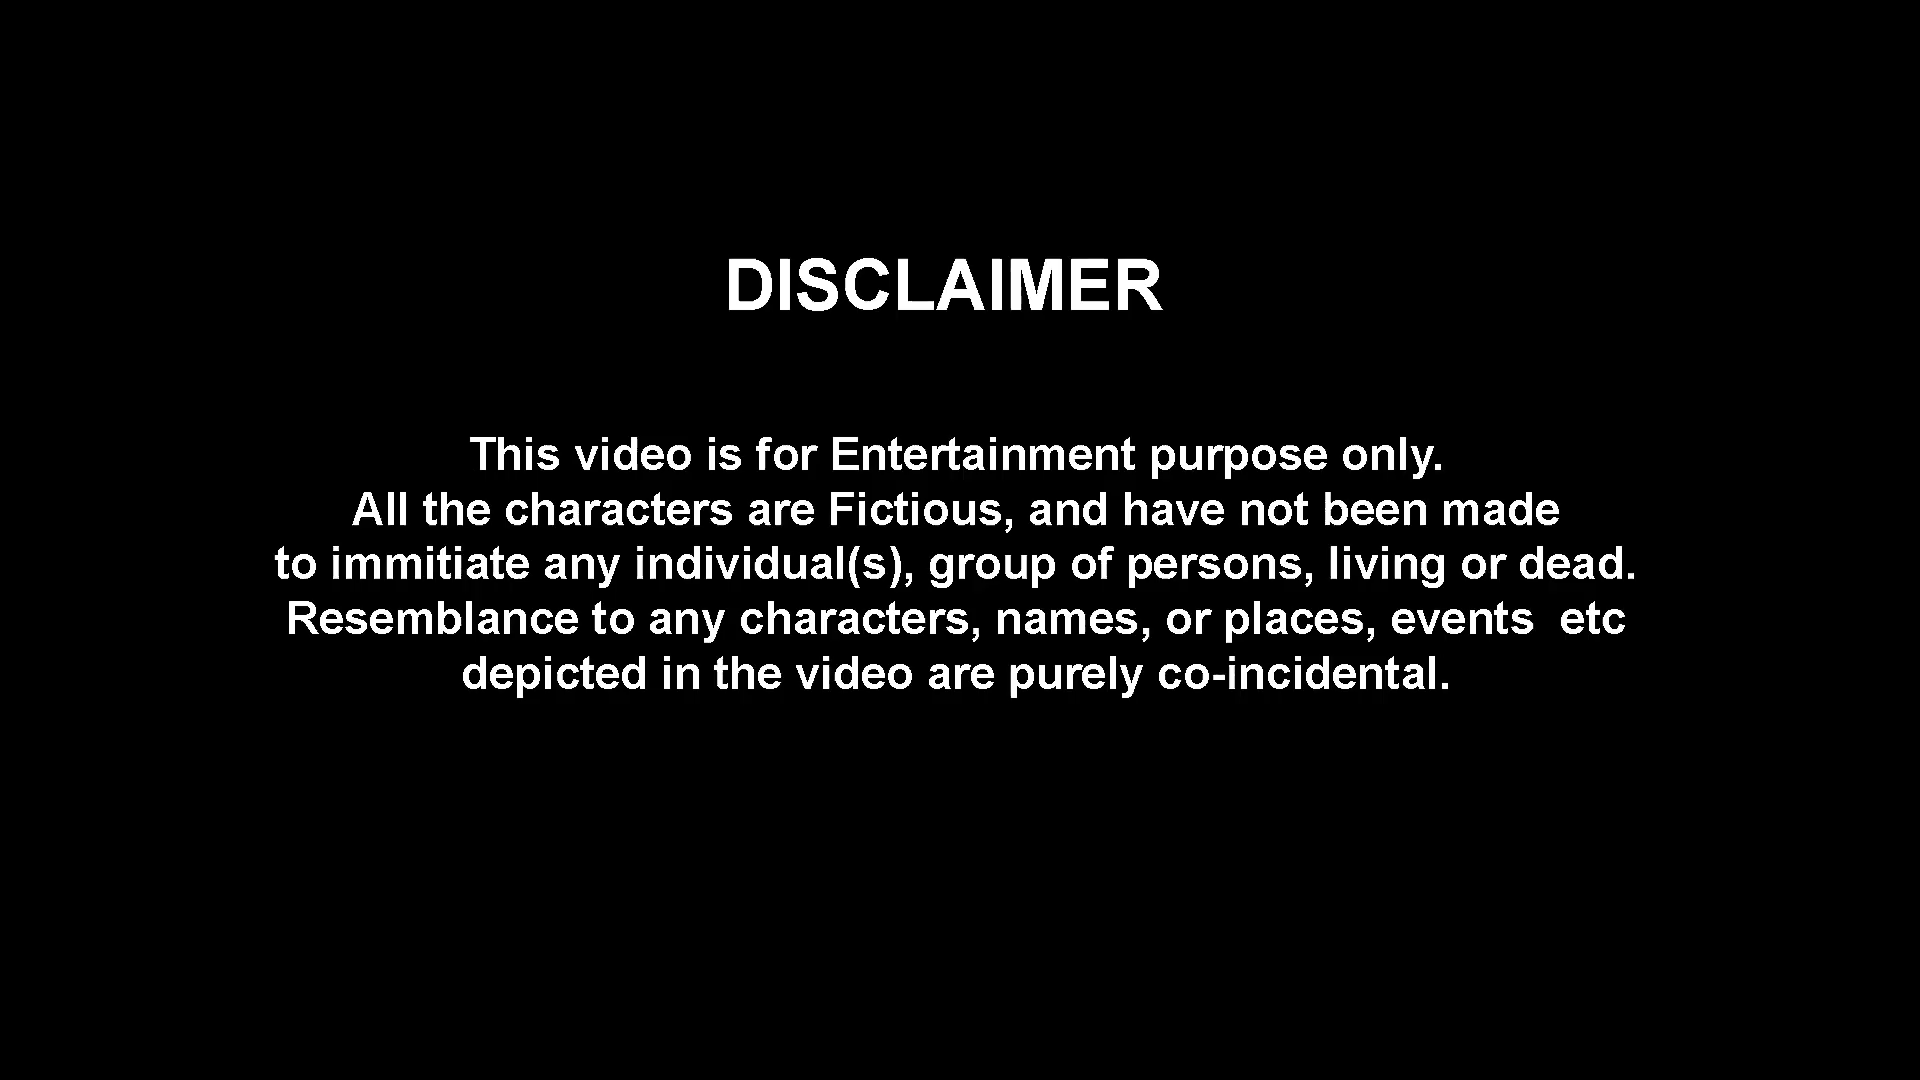 DISCLAIMER
This video is for Entertainment purpose only.
All the characters are Fictious, and have not been made
to immitiate any individual(s), group of persons, living or dead.
Resemblance to any characters, names, or places, events  etc
depicted in the video are purely co-incidental.